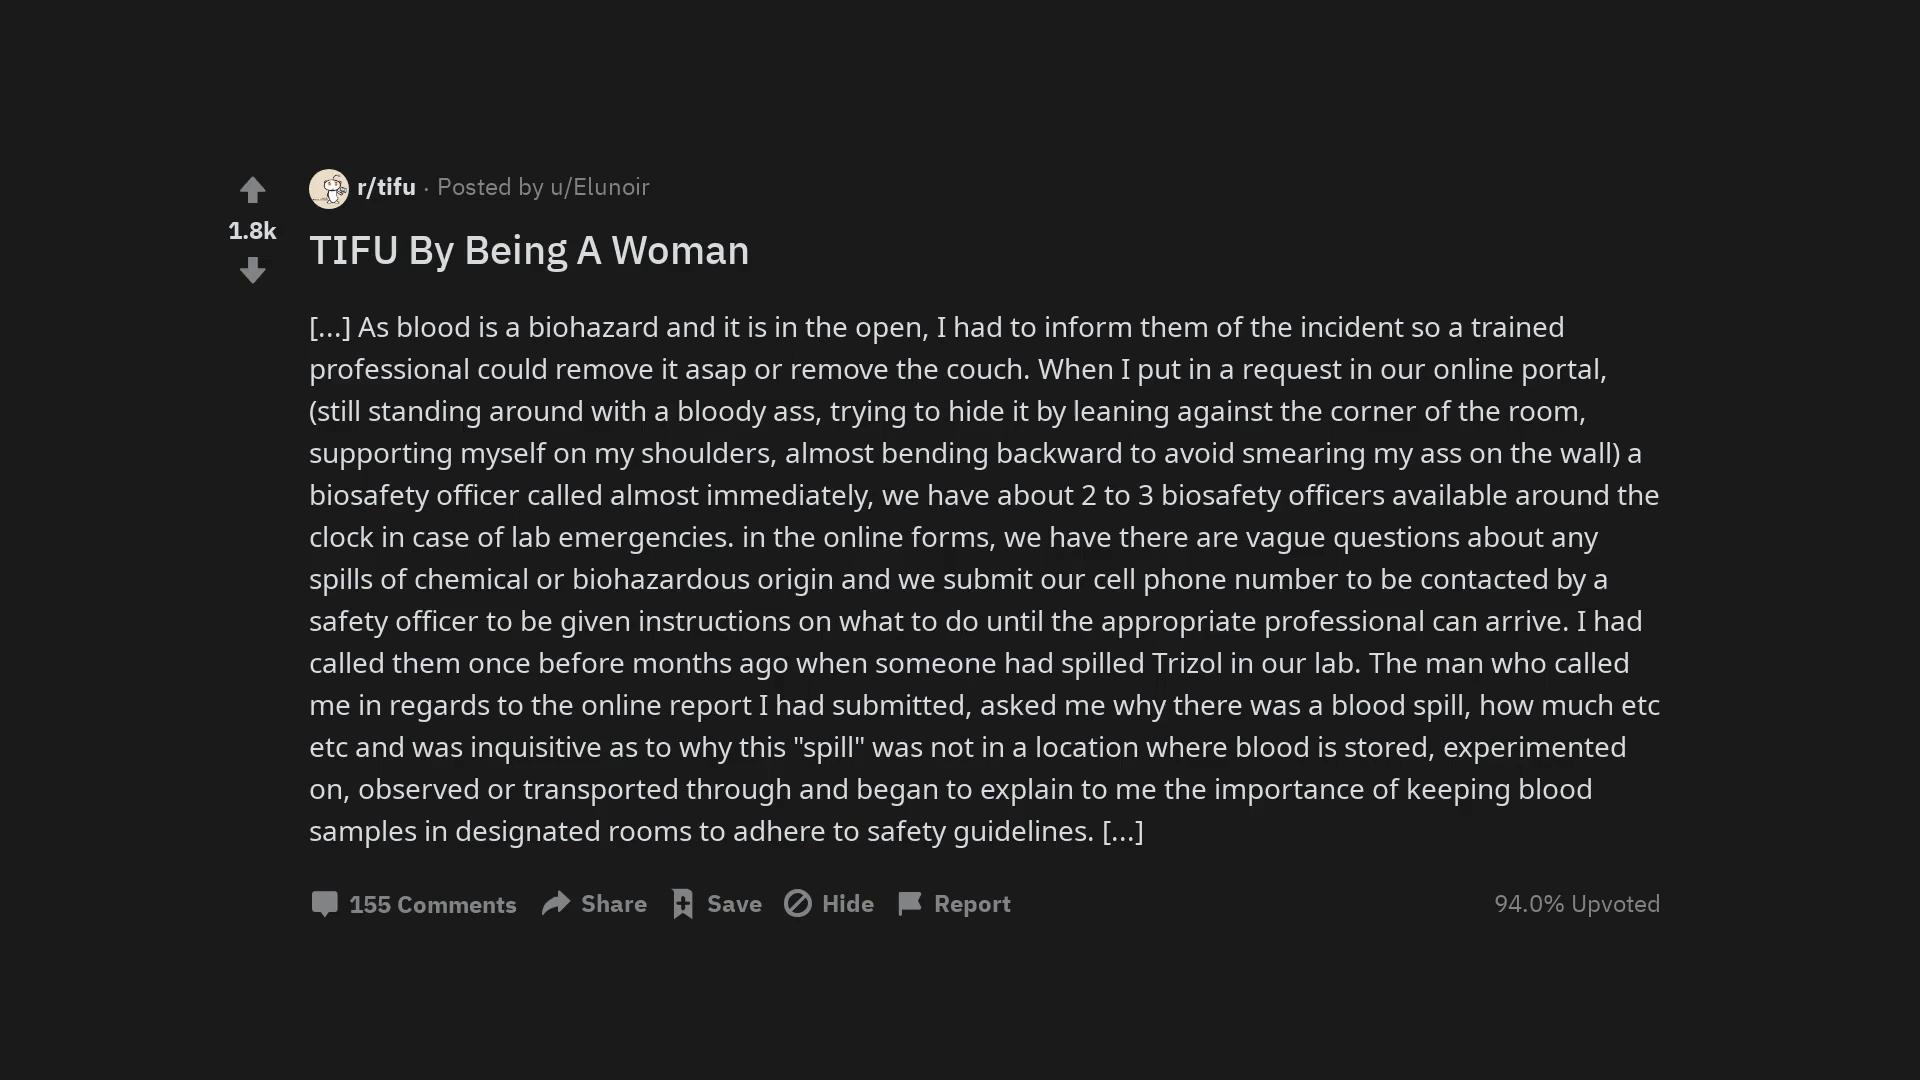 r/tifu · Posted by u/Elunoir
1.8k
TIFU By Being A Woman
[...] As blood is a biohazard and it is in the open, I had to inform them of the incident so a trained
professional could remove it asap or remove the couch. When I put in a request in our online portal,
(still standing around with a bloody ass, trying to hide it by leaning against the corner of the room,
supporting myself on my shoulders, almost bending backward to avoid smearing my ass on the wall) a
biosafety officer called almost immediately, we have about 2 to 3 biosafety officers available around the
clock in case of lab emergencies. in the online forms, we have there are vague questions about any
spills of chemical or biohazardous origin and we submit our cell phone number to be contacted by a
safety officer to be given instructions on what to do until the appropriate professional can arrive. I had
called them once before months ago when someone had spilled Trizol in our lab. The man who called
me in regards to the online report I had submitted, asked me why there was a blood spill, how much etc
etc and was inquisitive as to why this "spill" was not in a location where blood is stored, experimented
on, observed or transported through and began to explain to me the importance of keeping blood
samples in designated rooms to adhere to safety guidelines. [...]
155 Comments Share Save Hide Report 94.0% Upvoted